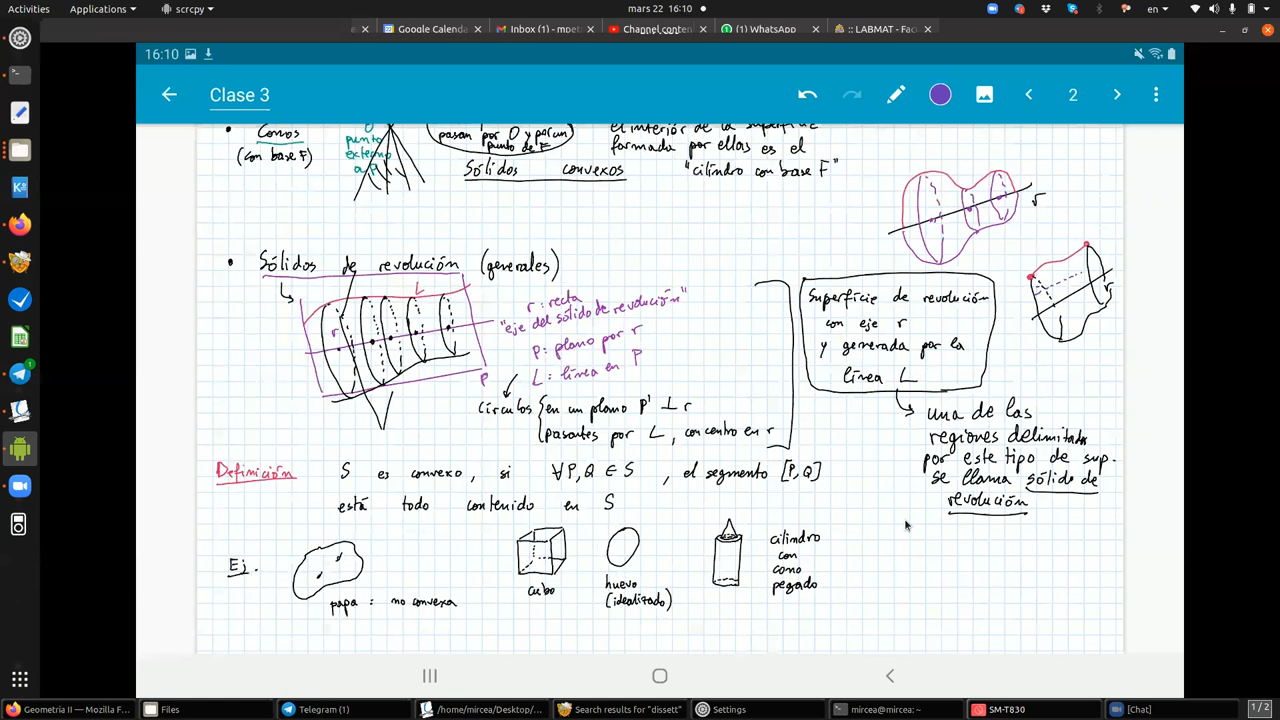 Activities
Applications
scrcpy
mars 22 16:10
en
Google Calenda
Inbox (1) - mpet
Channel content
(1) WhatsApp
:: LABMAT - Fac
16:10
Clase 3
2
Conos
(con base F)
O
punto
externo
a P
pasan por O y por un
punto de F
el interior de la superficie
formada por ellas es el
"cilindro con base F"
Sólidos convexos
Sólidos de revolución (generales)
L
r
P
r: recta
"eje del sólido de revolución"
P: plano por r
L: línea en P
círculos
en un plano P' ⊥ r
pasantes por L, con centro en r
r
r
Superficie de revolución
con eje r
y generada por la
línea L
una de las
regiones delimitadas
por este tipo de sup.
se llama sólido de
revolución
Definición S es convexo, si ∀P,Q ∈ S, el segmento [P,Q]
está todo contenido en S
Ej.
papa: no convexa
cubo
huevo
(idealizado)
cilindro
con
cono
pegado
Geometria II — Mozilla F...
Files
Telegram (1)
/home/mircea/Desktop/...
Search results for "dissett"
Settings
mircea@mircea: ~
SM-T830
[Chat]
1/2